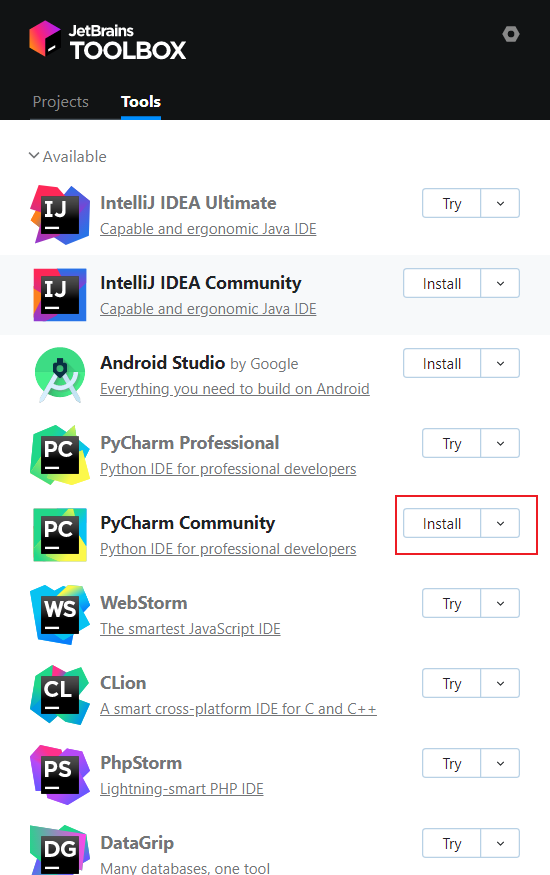 JetBrains
TOOLBOX
Projects Tools
Available
IJ IntelliJ IDEA Ultimate Try
Capable and ergonomic Java IDE
IJ IntelliJ IDEA Community Install
Capable and ergonomic Java IDE
Android Studio by Google Install
Everything you need to build on Android
PC PyCharm Professional Try
Python IDE for professional developers
PC PyCharm Community Install
Python IDE for professional developers
WS WebStorm Try
The smartest JavaScript IDE
CL CLion Try
A smart cross-platform IDE for C and C++
PS PhpStorm Try
Lightning-smart PHP IDE
DG DataGrip Try
Many databases, one tool